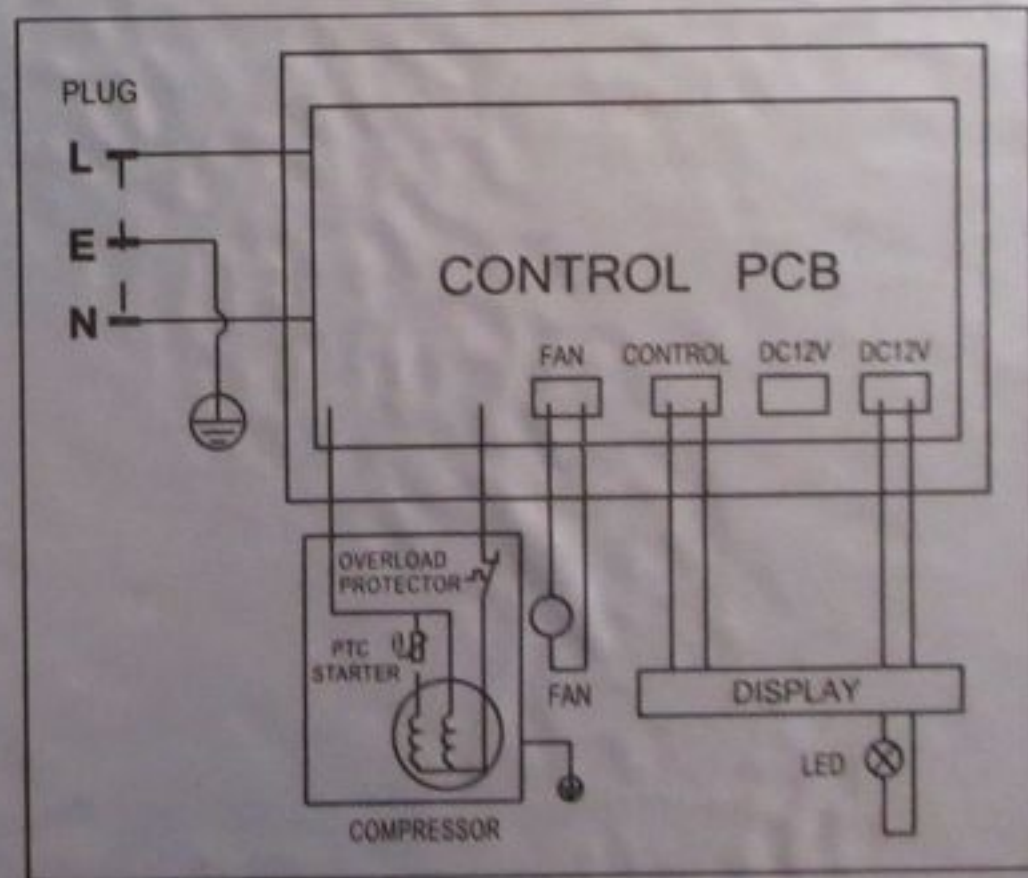 PLUG
L
E
N
CONTROL PCB
FAN CONTROL DC12V DC12V
OVERLOAD
PROTECTOR
PTC
STARTER
FAN
DISPLAY
LED
COMPRESSOR